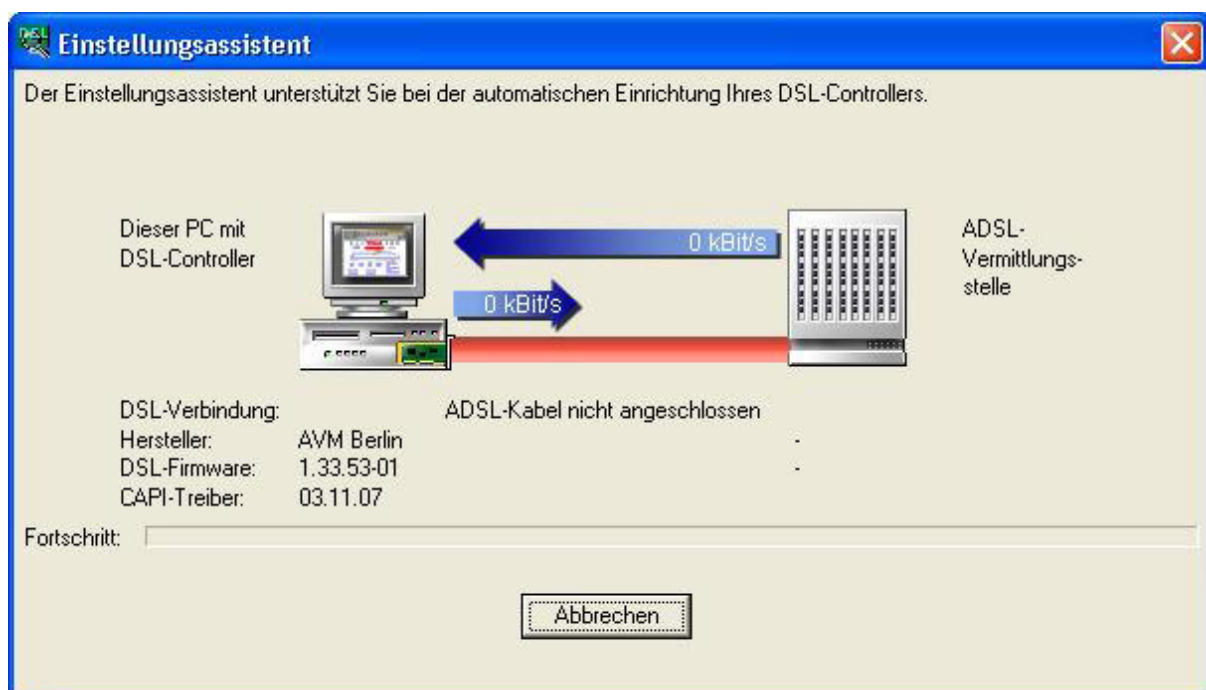 Einstellungsassistent
Der Einstellungsassistent unterstützt Sie bei der automatischen Einrichtung Ihres DSL-Controllers.
Dieser PC mit
DSL-Controller
0 kBit/s
0 kBit/s
ADSL-
Vermittlungs-
stelle
DSL-Verbindung: ADSL-Kabel nicht angeschlossen
Hersteller: AVM Berlin -
DSL-Firmware: 1.33.53-01 -
CAPI-Treiber: 03.11.07
Fortschritt:
Abbrechen